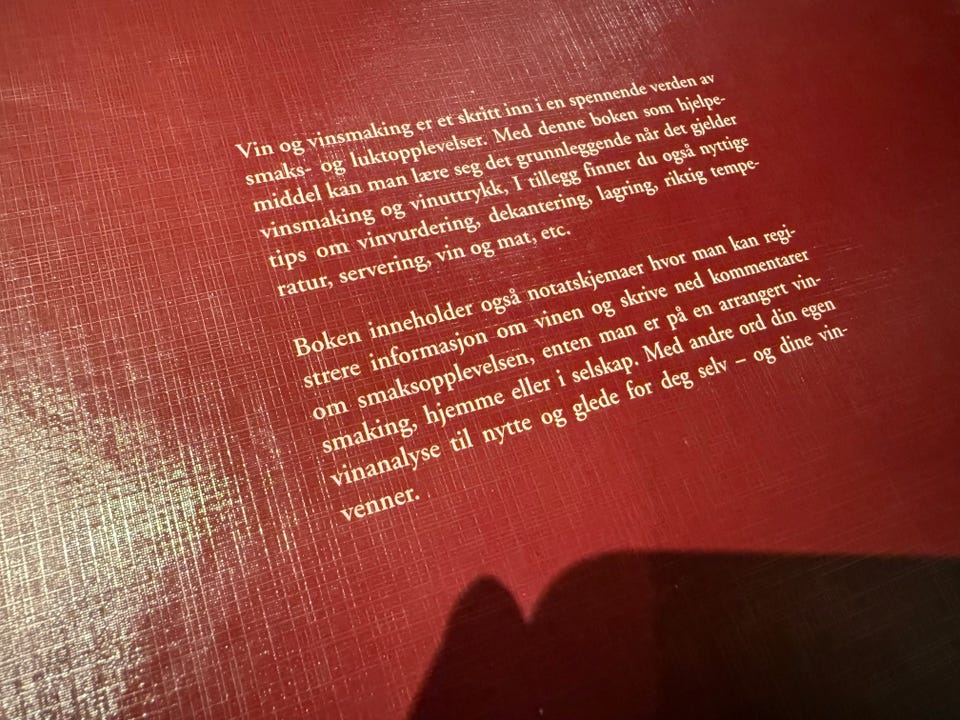 Vin og vinsmaking er et skritt inn i en spennende verden av
smaks- og luktopplevelser. Med denne boken som hjelpe-
middel kan man lære seg det grunnleggende når det gjelder
vinsmaking og vinuttrykk, I tillegg finner du også nyttige
tips om vinvurdering, dekantering, lagring, riktig tempe-
ratur, servering, vin og mat, etc.
Boken inneholder også notatskjemaer hvor man kan regi-
strere informasjon om vinen og skrive ned kommentarer
om smaksopplevelsen, enten man er på en arrangert vin-
smaking, hjemme eller i selskap. Med andre ord din egen
vinanalyse til nytte og glede for deg selv – og dine vin-
venner.